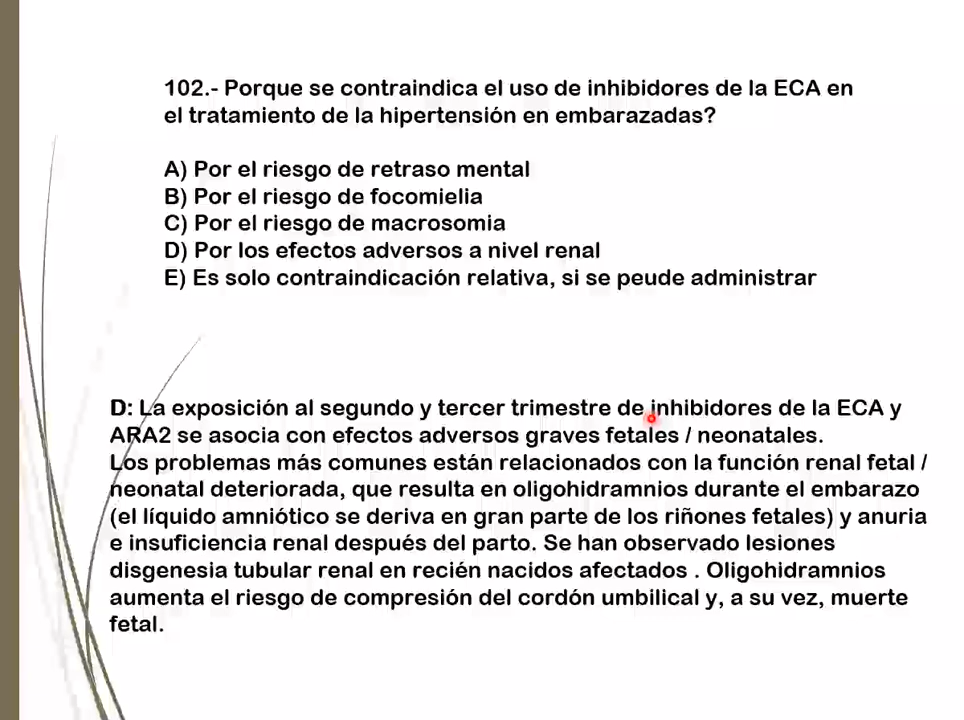 102.- Porque se contraindica el uso de inhibidores de la ECA en
el tratamiento de la hipertensión en embarazadas?
A) Por el riesgo de retraso mental
B) Por el riesgo de focomielia
C) Por el riesgo de macrosomia
D) Por los efectos adversos a nivel renal
E) Es solo contraindicación relativa, si se peude administrar
D: La exposición al segundo y tercer trimestre de inhibidores de la ECA y
ARA2 se asocia con efectos adversos graves fetales / neonatales.
Los problemas más comunes están relacionados con la función renal fetal /
neonatal deteriorada, que resulta en oligohidramnios durante el embarazo
(el líquido amniótico se deriva en gran parte de los riñones fetales) y anuria
e insuficiencia renal después del parto. Se han observado lesiones
disgenesia tubular renal en recién nacidos afectados . Oligohidramnios
aumenta el riesgo de compresión del cordón umbilical y, a su vez, muerte
fetal.